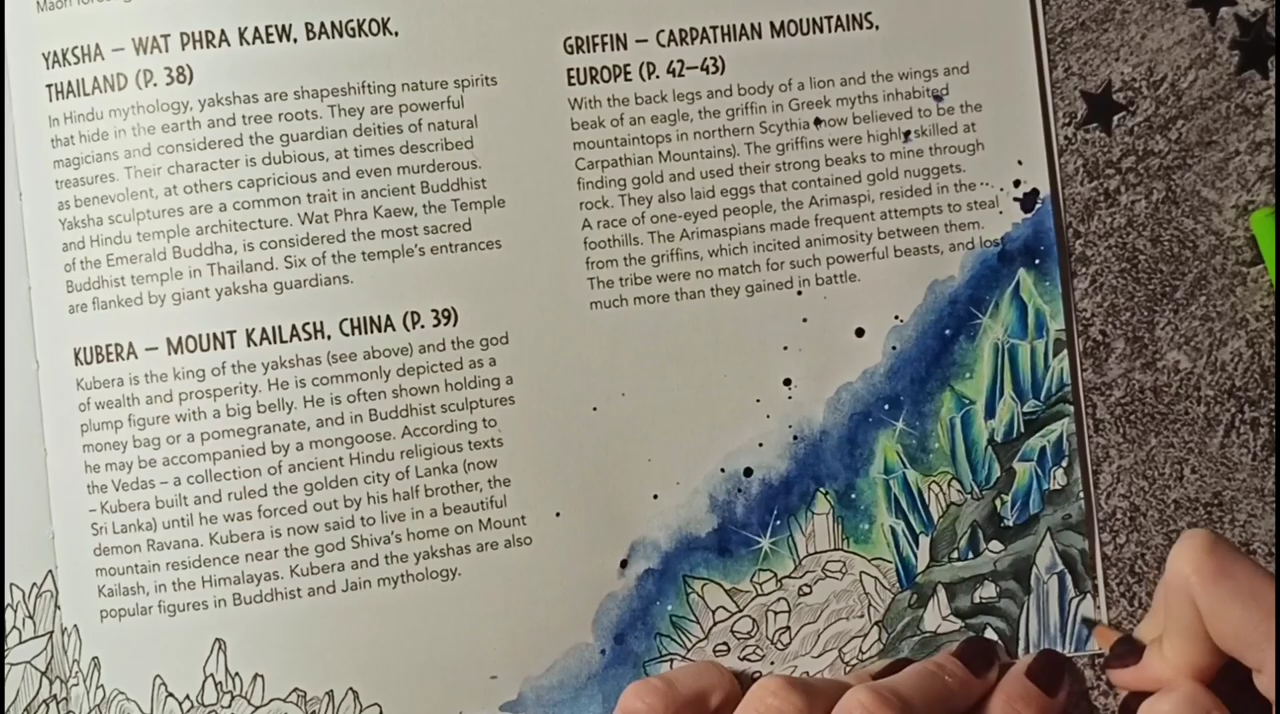 Maori
YAKSHA – WAT PHRA KAEW, BANGKOK,
THAILAND (P. 38)
In Hindu mythology, yakshas are shapeshifting nature spirits
that hide in the earth and tree roots. They are powerful
magicians and considered the guardian deities of natural
treasures. Their character is dubious, at times described
as benevolent, at others capricious and even murderous.
Yaksha sculptures are a common trait in ancient Buddhist
and Hindu temple architecture. Wat Phra Kaew, the Temple
of the Emerald Buddha, is considered the most sacred
Buddhist temple in Thailand. Six of the temple's entrances
are flanked by giant yaksha guardians.
KUBERA – MOUNT KAILASH, CHINA (P. 39)
Kubera is the king of the yakshas (see above) and the god
of wealth and prosperity. He is commonly depicted as a
plump figure with a big belly. He is often shown holding a
money bag or a pomegranate, and in Buddhist sculptures
he may be accompanied by a mongoose. According to
the Vedas – a collection of ancient Hindu religious texts
– Kubera built and ruled the golden city of Lanka (now
Sri Lanka) until he was forced out by his half brother, the
demon Ravana. Kubera is now said to live in a beautiful
mountain residence near the god Shiva's home on Mount
Kailash, in the Himalayas. Kubera and the yakshas are also
popular figures in Buddhist and Jain mythology.
GRIFFIN – CARPATHIAN MOUNTAINS,
EUROPE (P. 42–43)
With the back legs and body of a lion and the wings and
beak of an eagle, the griffin in Greek myths inhabited
mountaintops in northern Scythia (now believed to be the
Carpathian Mountains). The griffins were highly skilled at
finding gold and used their strong beaks to mine through
rock. They also laid eggs that contained gold nuggets.
A race of one-eyed people, the Arimaspi, resided in the
foothills. The Arimaspians made frequent attempts to steal
from the griffins, which incited animosity between them.
The tribe were no match for such powerful beasts, and lost
much more than they gained in battle.